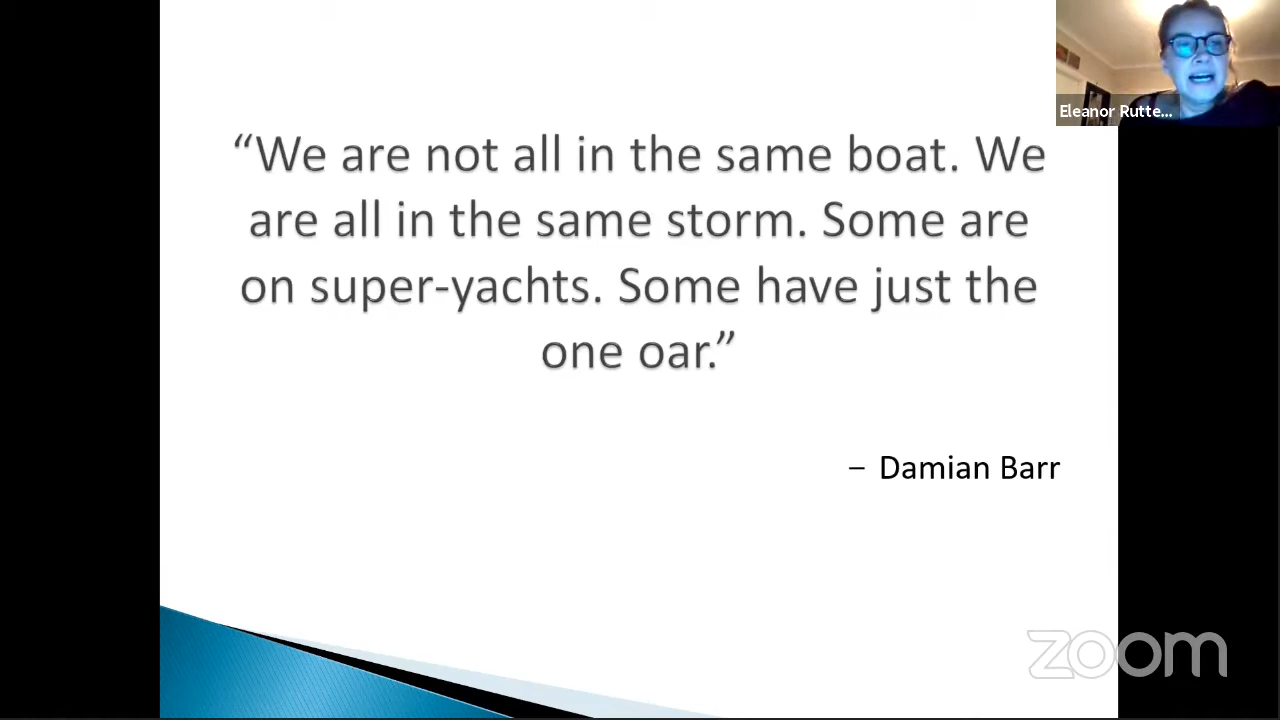 Eleanor Rutte...
“We are not all in the same boat. We
are all in the same storm. Some are
on super-yachts. Some have just the
one oar.”
– Damian Barr
zoom